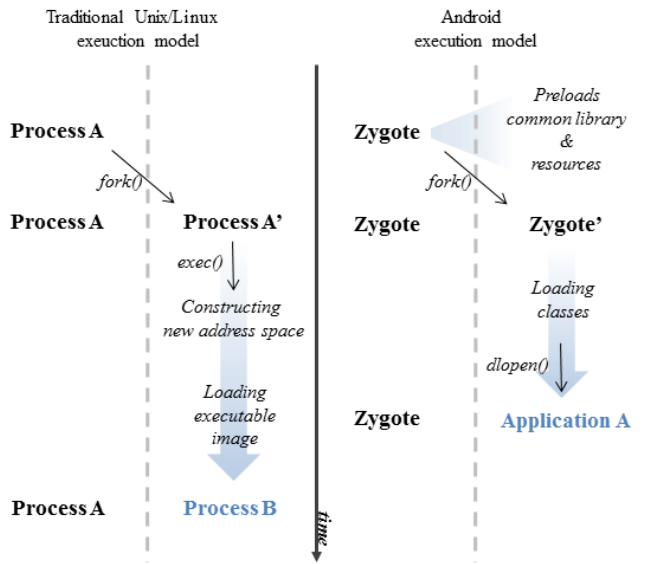 Traditional Unix/Linux
exeuction model
Process A
fork()
Process A
Process A’
exec()
Constructing
new address space
Loading
executable
image
Process A
Process B
time
Android
execution model
Zygote
Preloads
common library
&
resources
fork()
Zygote
Zygote’
Loading
classes
dlopen()
Zygote
Application A